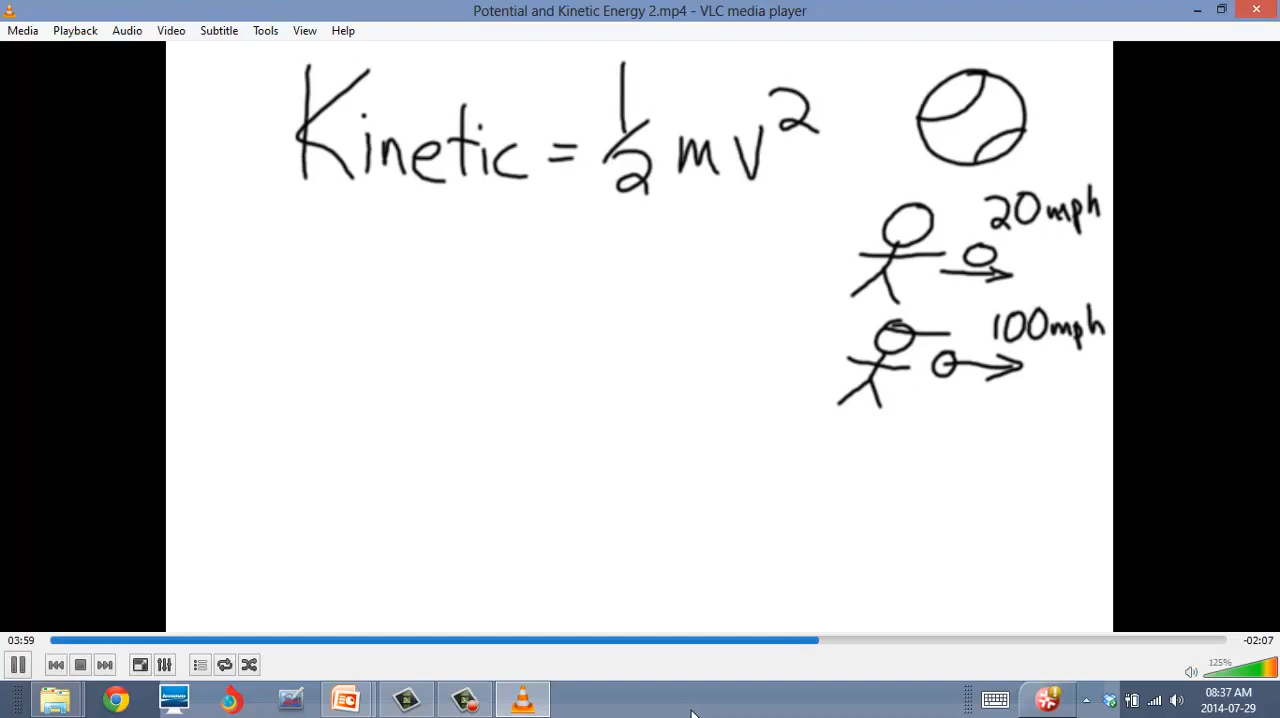 Potential and Kinetic Energy 2.mp4 - VLC media player
Media Playback Audio Video Subtitle Tools View Help
Kinetic = 1/2 mv²
20mph
100mph
03:59
-02:07
125%
08:37 AM
2014-07-29